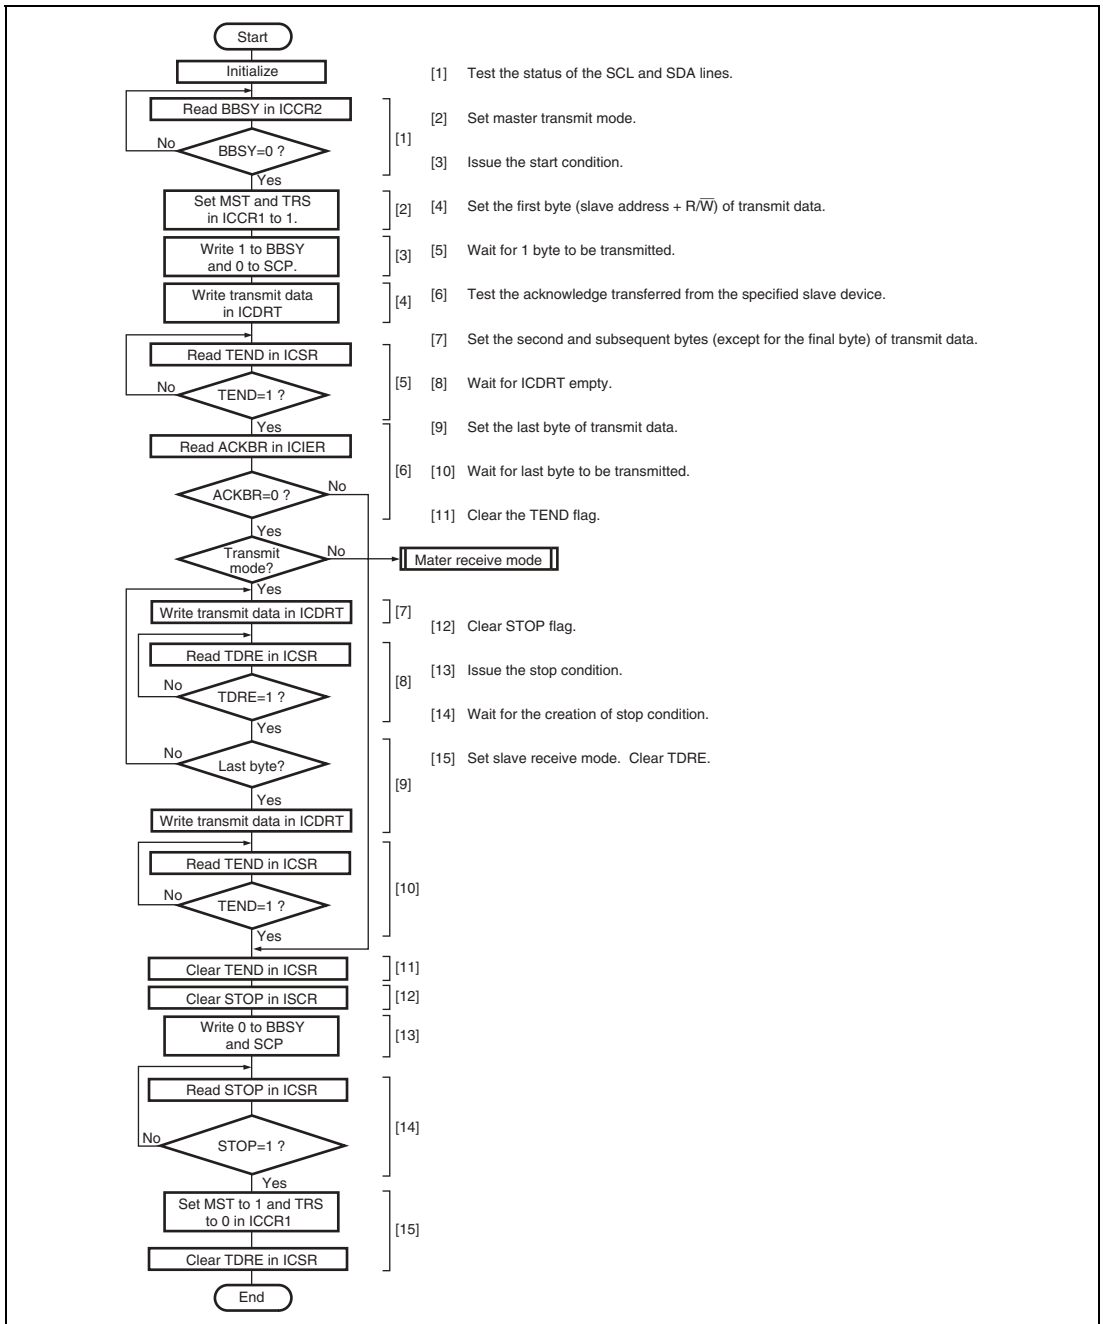 Start
Initialize
Read BBSY in ICCR2
No
BBSY=0 ?
[1]
Yes
Set MST and TRS
in ICCR1 to 1.
[2]
Write 1 to BBSY
and 0 to SCP.
[3]
Write transmit data
in ICDRT
[4]
Read TEND in ICSR
No
TEND=1 ?
[5]
Yes
Read ACKBR in ICIER
No
ACKBR=0 ?
[6]
Yes
Transmit
mode?
No
Mater receive mode
Yes
Write transmit data in ICDRT
[7]
Read TDRE in ICSR
No
TDRE=1 ?
[8]
Yes
No
Last byte?
[9]
Yes
Write transmit data in ICDRT
Read TEND in ICSR
No
TEND=1 ?
[10]
Yes
Clear TEND in ICSR
[11]
Clear STOP in ISCR
[12]
Write 0 to BBSY
and SCP
[13]
Read STOP in ICSR
No
STOP=1 ?
[14]
Yes
Set MST to 1 and TRS
to 0 in ICCR1
[15]
Clear TDRE in ICSR
End
[1] Test the status of the SCL and SDA lines.
[2] Set master transmit mode.
[3] Issue the start condition.
[4] Set the first byte (slave address + R/W̅) of transmit data.
[5] Wait for 1 byte to be transmitted.
[6] Test the acknowledge transferred from the specified slave device.
[7] Set the second and subsequent bytes (except for the final byte) of transmit data.
[8] Wait for ICDRT empty.
[9] Set the last byte of transmit data.
[10] Wait for last byte to be transmitted.
[11] Clear the TEND flag.
[12] Clear STOP flag.
[13] Issue the stop condition.
[14] Wait for the creation of stop condition.
[15] Set slave receive mode. Clear TDRE.